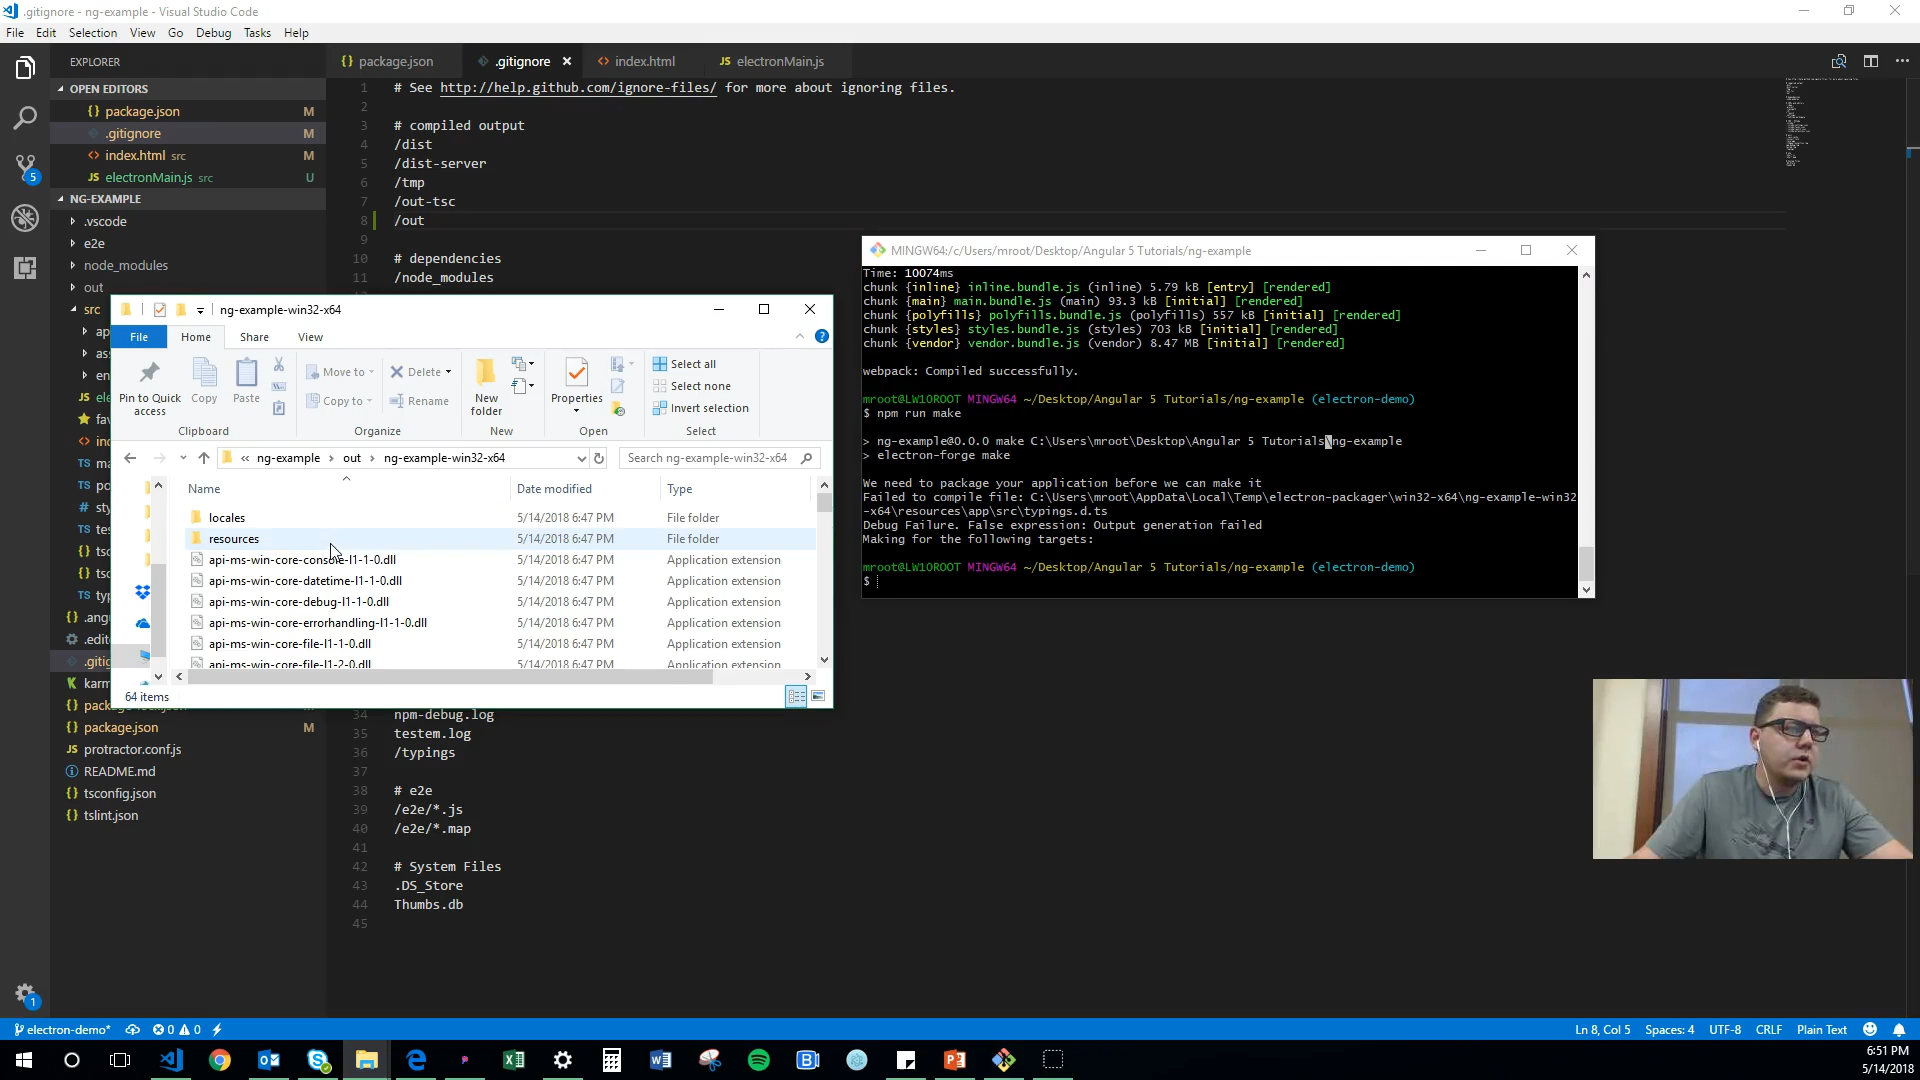 .gitignore - ng-example - Visual Studio Code
File Edit Selection View Go Debug Tasks Help
EXPLORER
OPEN EDITORS
package.json M
.gitignore M
index.html src M
electronMain.js src U
NG-EXAMPLE
.vscode
e2e
node_modules
out
src
ap
as
en
ele
fav
inc
ma
po
sty
tes
tsc
tsc
typ
.ang
.edit
.gitig
karm
package.json M
protractor.conf.js
README.md
tsconfig.json
tslint.json
5
1
package.json .gitignore index.html electronMain.js
1 # See http://help.github.com/ignore-files/ for more about ignoring files.
2
3 # compiled output
4 /dist
5 /dist-server
6 /tmp
7 /out-tsc
8 /out
9
10 # dependencies
11 /node_modules
34 npm-debug.log
35 testem.log
36 /typings
37
38 # e2e
39 /e2e/*.js
40 /e2e/*.map
41
42 # System Files
43 .DS_Store
44 Thumbs.db
45
ng-example-win32-x64
File Home Share View
Pin to Quick access
Copy
Paste
Clipboard
Move to
Copy to
Delete
Rename
Organize
New folder
New
Properties
Open
Select all
Select none
Invert selection
Select
« ng-example › out › ng-example-win32-x64
Search ng-example-win32-x64
Name Date modified Type
locales 5/14/2018 6:47 PM File folder
resources 5/14/2018 6:47 PM File folder
api-ms-win-core-console-l1-1-0.dll 5/14/2018 6:47 PM Application extension
api-ms-win-core-datetime-l1-1-0.dll 5/14/2018 6:47 PM Application extension
api-ms-win-core-debug-l1-1-0.dll 5/14/2018 6:47 PM Application extension
api-ms-win-core-errorhandling-l1-1-0.dll 5/14/2018 6:47 PM Application extension
api-ms-win-core-file-l1-1-0.dll 5/14/2018 6:47 PM Application extension
api-ms-win-core-file-l1-2-0.dll 5/14/2018 6:47 PM Application extension
64 items
MINGW64:/c/Users/mroot/Desktop/Angular 5 Tutorials/ng-example
Time: 10074ms
chunk {inline} inline.bundle.js (inline) 5.79 kB [entry] [rendered]
chunk {main} main.bundle.js (main) 93.3 kB [initial] [rendered]
chunk {polyfills} polyfills.bundle.js (polyfills) 557 kB [initial] [rendered]
chunk {styles} styles.bundle.js (styles) 703 kB [initial] [rendered]
chunk {vendor} vendor.bundle.js (vendor) 8.47 MB [initial] [rendered]
webpack: Compiled successfully.
mroot@LW10ROOT MINGW64 ~/Desktop/Angular 5 Tutorials/ng-example (electron-demo)
$ npm run make
> ng-example@0.0.0 make C:\Users\mroot\Desktop\Angular 5 Tutorials\ng-example
> electron-forge make
We need to package your application before we can make it
Failed to compile file: C:\Users\mroot\AppData\Local\Temp\electron-packager\win32-x64\ng-example-win32
-x64\resources\app\src\typings.d.ts
Debug Failure. False expression: Output generation failed
Making for the following targets:
mroot@LW10ROOT MINGW64 ~/Desktop/Angular 5 Tutorials/ng-example (electron-demo)
$
electron-demo* 0 0 Ln 8, Col 5 Spaces: 4 UTF-8 CRLF Plain Text
6:51 PM
5/14/2018